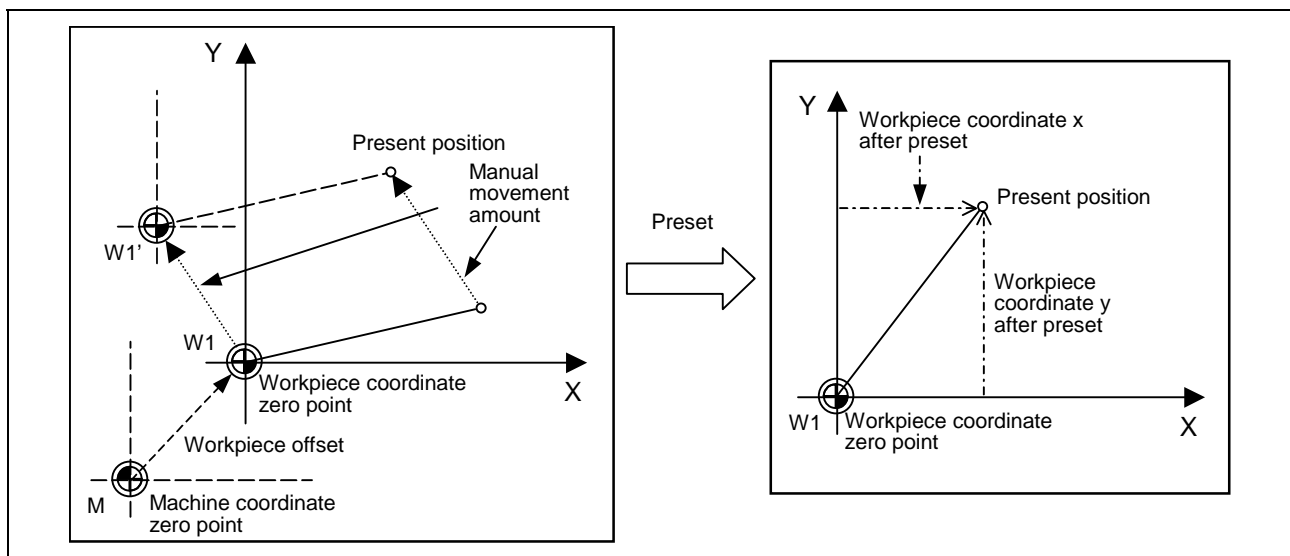 Y
Present position
Manual
movement
amount
W1’
W1
Workpiece coordinate
zero point
X
Workpiece offset
M
Machine coordinate
zero point
Preset
Y
Workpiece coordinate x
after preset
Present position
Workpiece
coordinate y
after preset
W1
Workpiece coordinate
zero point
X